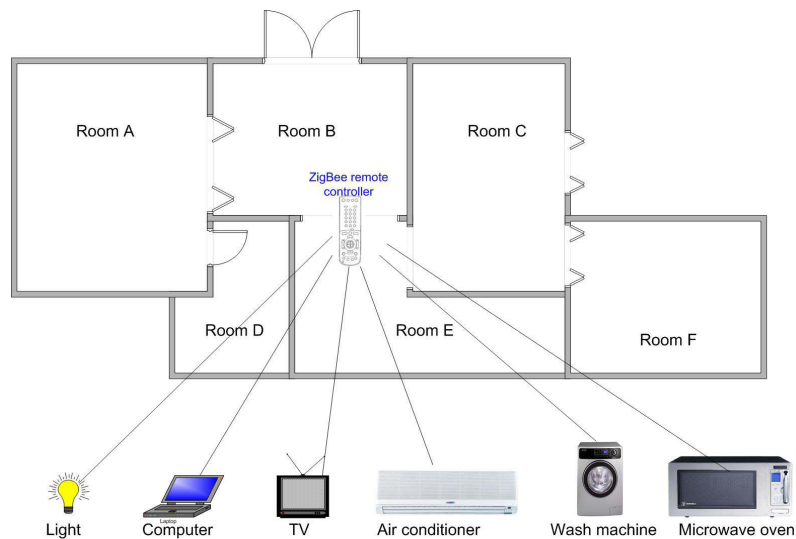 Room A
Room B
Room C
ZigBee remote
controller
Room D
Room E
Room F
Laptop
Light
Computer
TV
Air conditioner
Wash machine
Microwave oven